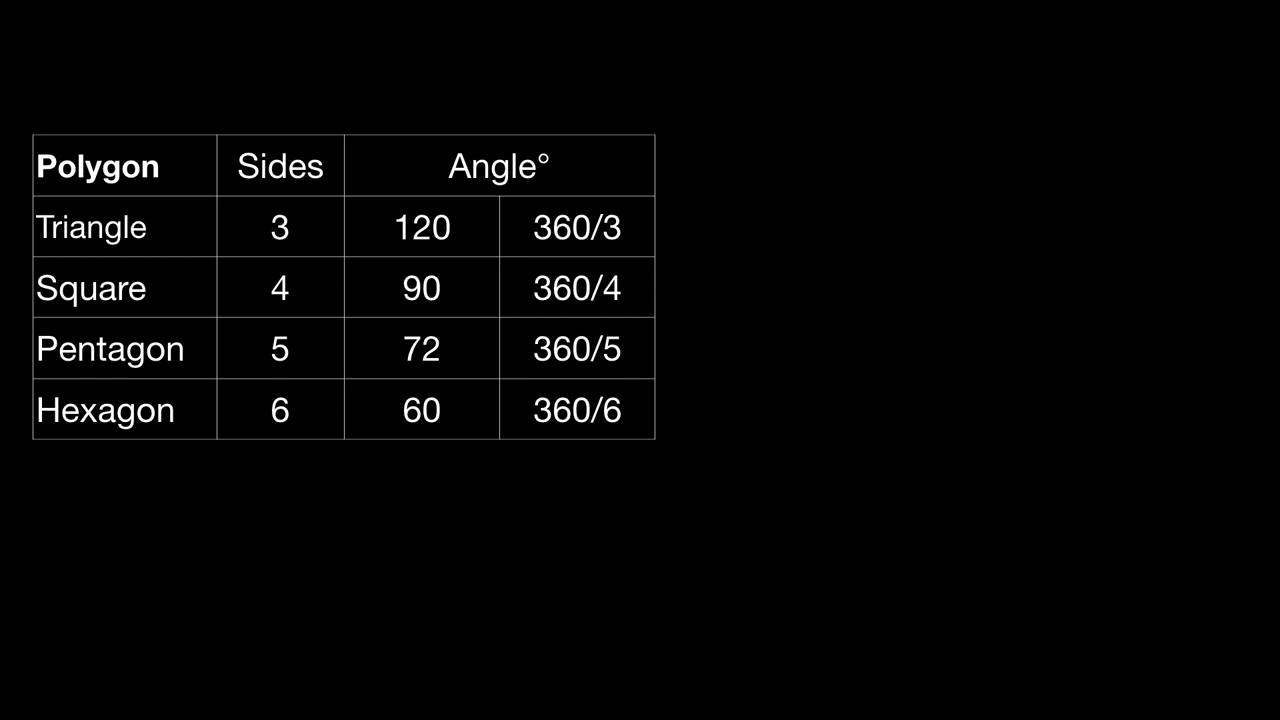 Polygon Sides Angle°
Triangle 3 120 360/3
Square 4 90 360/4
Pentagon 5 72 360/5
Hexagon 6 60 360/6